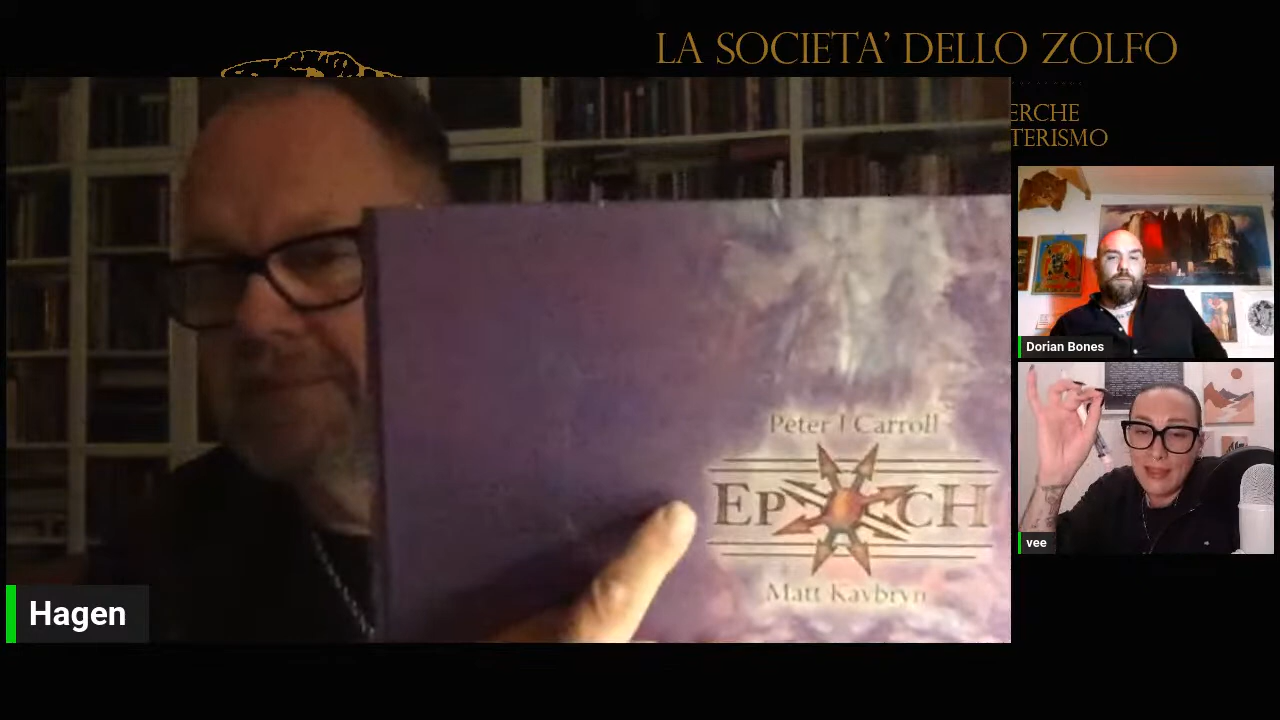 LA SOCIETA' DELLO ZOLFO
ERCHE
TERISMO
Peter J Carroll
EPOCH
Matt Kaybryn
Hagen
Dorian Bones
vee